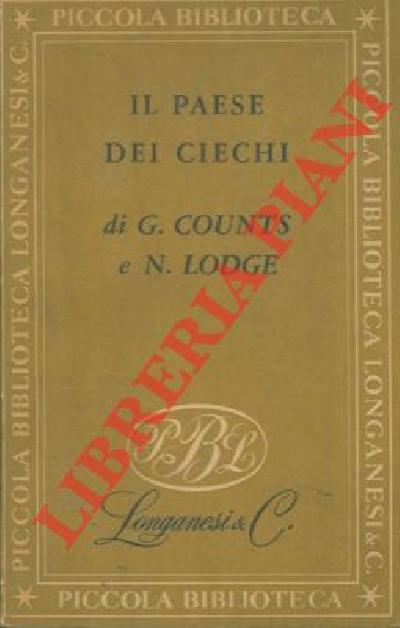 PICCOLA BIBLIOTECA
PICCOLA BIBLIOTECA LONGANESI & C.
PICCOLA BIBLIOTECA LONGANESI & C.
IL PAESE
DEI CIECHI
di G. COUNTS
e N. LODGE
LIBRERIA PIANI
PBL
Longanesi & C.
PICCOLA BIBLIOTECA